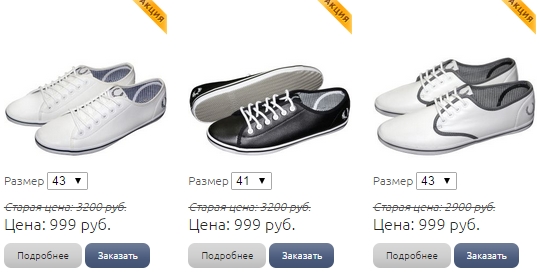 АКЦИЯ АКЦИЯ АКЦИЯ
Размер 43 Размер 41 Размер 43
Старая цена: 3200 руб. Старая цена: 3200 руб. Старая цена: 2900 руб.
Цена: 999 руб. Цена: 999 руб. Цена: 999 руб.
Подробнее Заказать Подробнее Заказать Подробнее Заказать